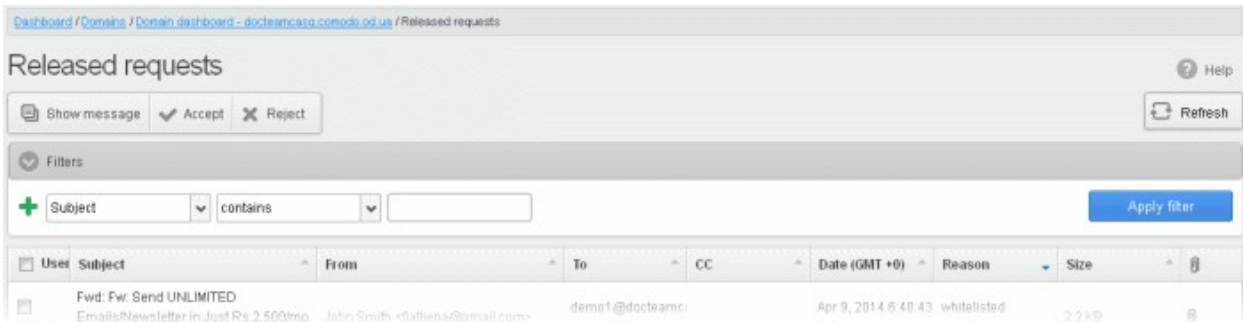 Dashboard / Domains / Domain dashboard - docteamcasg.comodo.od.ua / Released requests
Released requests
Help
Show message Accept Reject
Refresh
Filters
Subject contains
Apply filter
User Subject From To CC Date (GMT +0) Reason Size
Fwd: Fw: Send UNLIMITED
Emails!Newsletter in Just Rs.2,500/mo. John Smith demo1@docteamc Apr 9, 2014 6:40:43 whitelisted